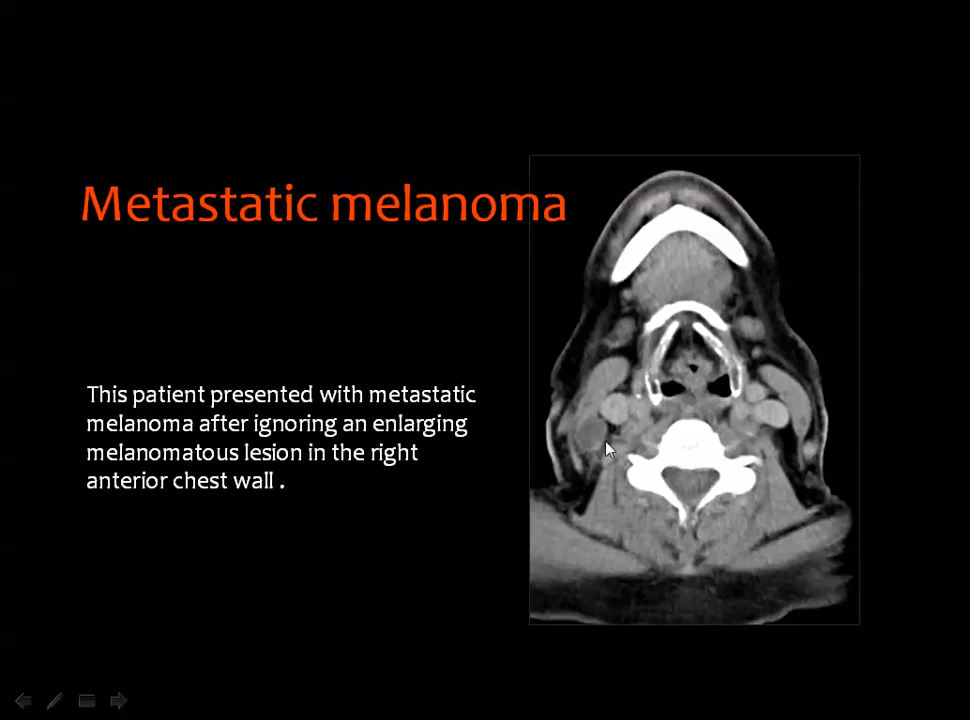 Metastatic melanoma
This patient presented with metastatic
melanoma after ignoring an enlarging
melanomatous lesion in the right
anterior chest wall .